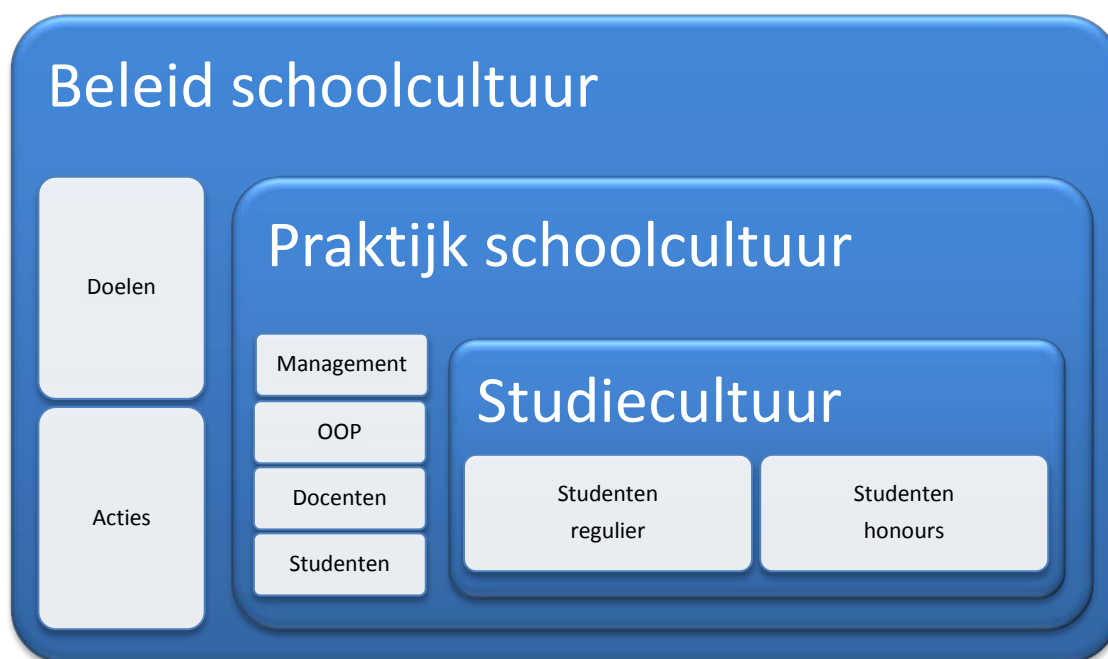 Beleid schoolcultuur
Doelen
Acties
Praktijk schoolcultuur
Management
OOP
Docenten
Studenten
Studiecultuur
Studenten
regulier
Studenten
honours